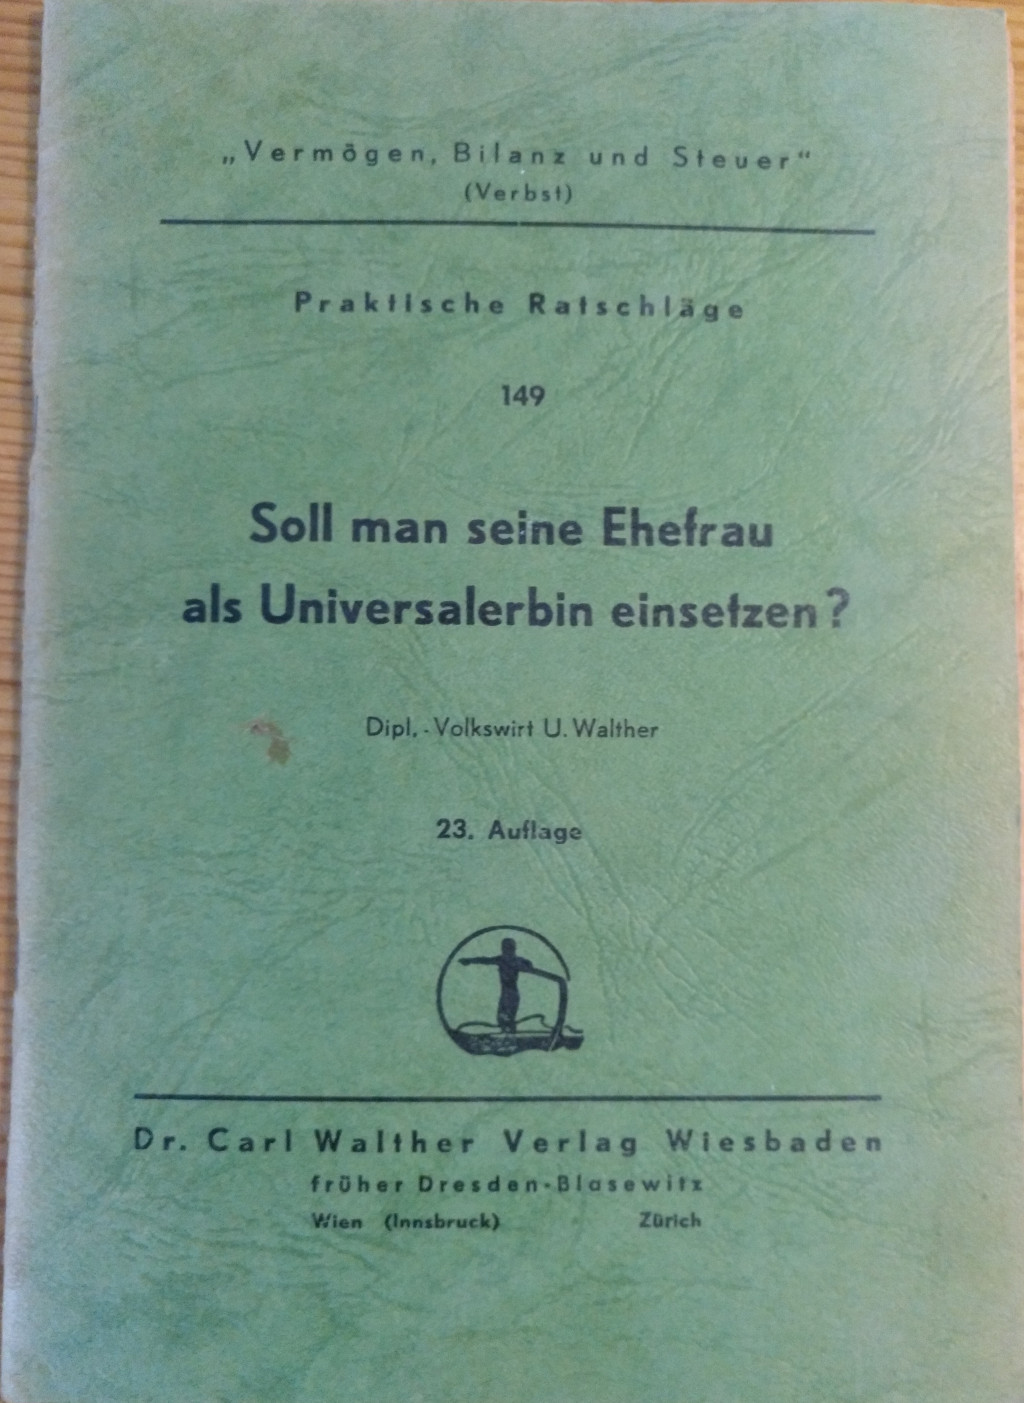 „Vermögen, Bilanz und Steuer“
(Verbst)
Praktische Ratschläge
149
Soll man seine Ehefrau
als Universalerbin einsetzen?
Dipl.-Volkswirt U. Walther
23. Auflage
Dr. Carl Walther Verlag Wiesbaden
früher Dresden-Blasewitz
Wien (Innsbruck) Zürich